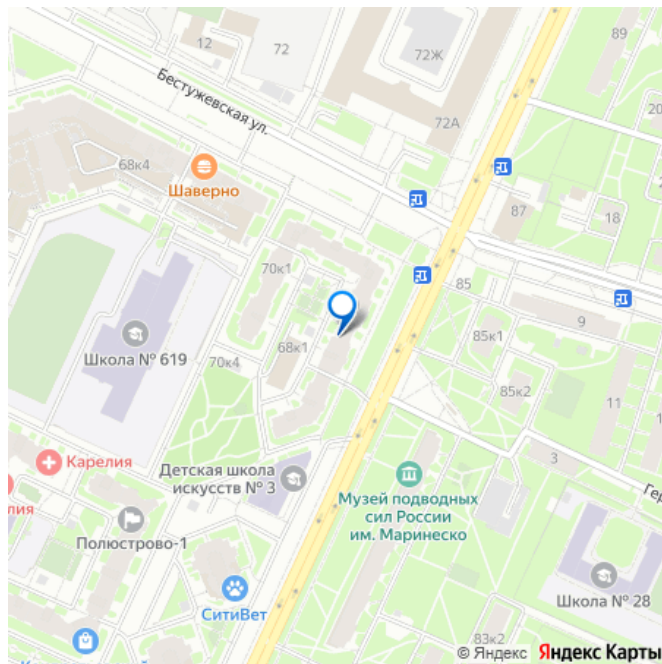 89
12
72
72Ж
20
Бестужевская ул.
72А
68к4
Шаверно
87
18
70к1
85
9
Школа № 619
68к1
85к1
70к4
85к2
11
Карелия
Детская школа
искусств № 3
3
Музей подводных
сил России
им. Маринеско
Гер
лия
Полюстрово-1
СитиВет
Школа № 28
83к2
© Яндекс Яндекс Карты